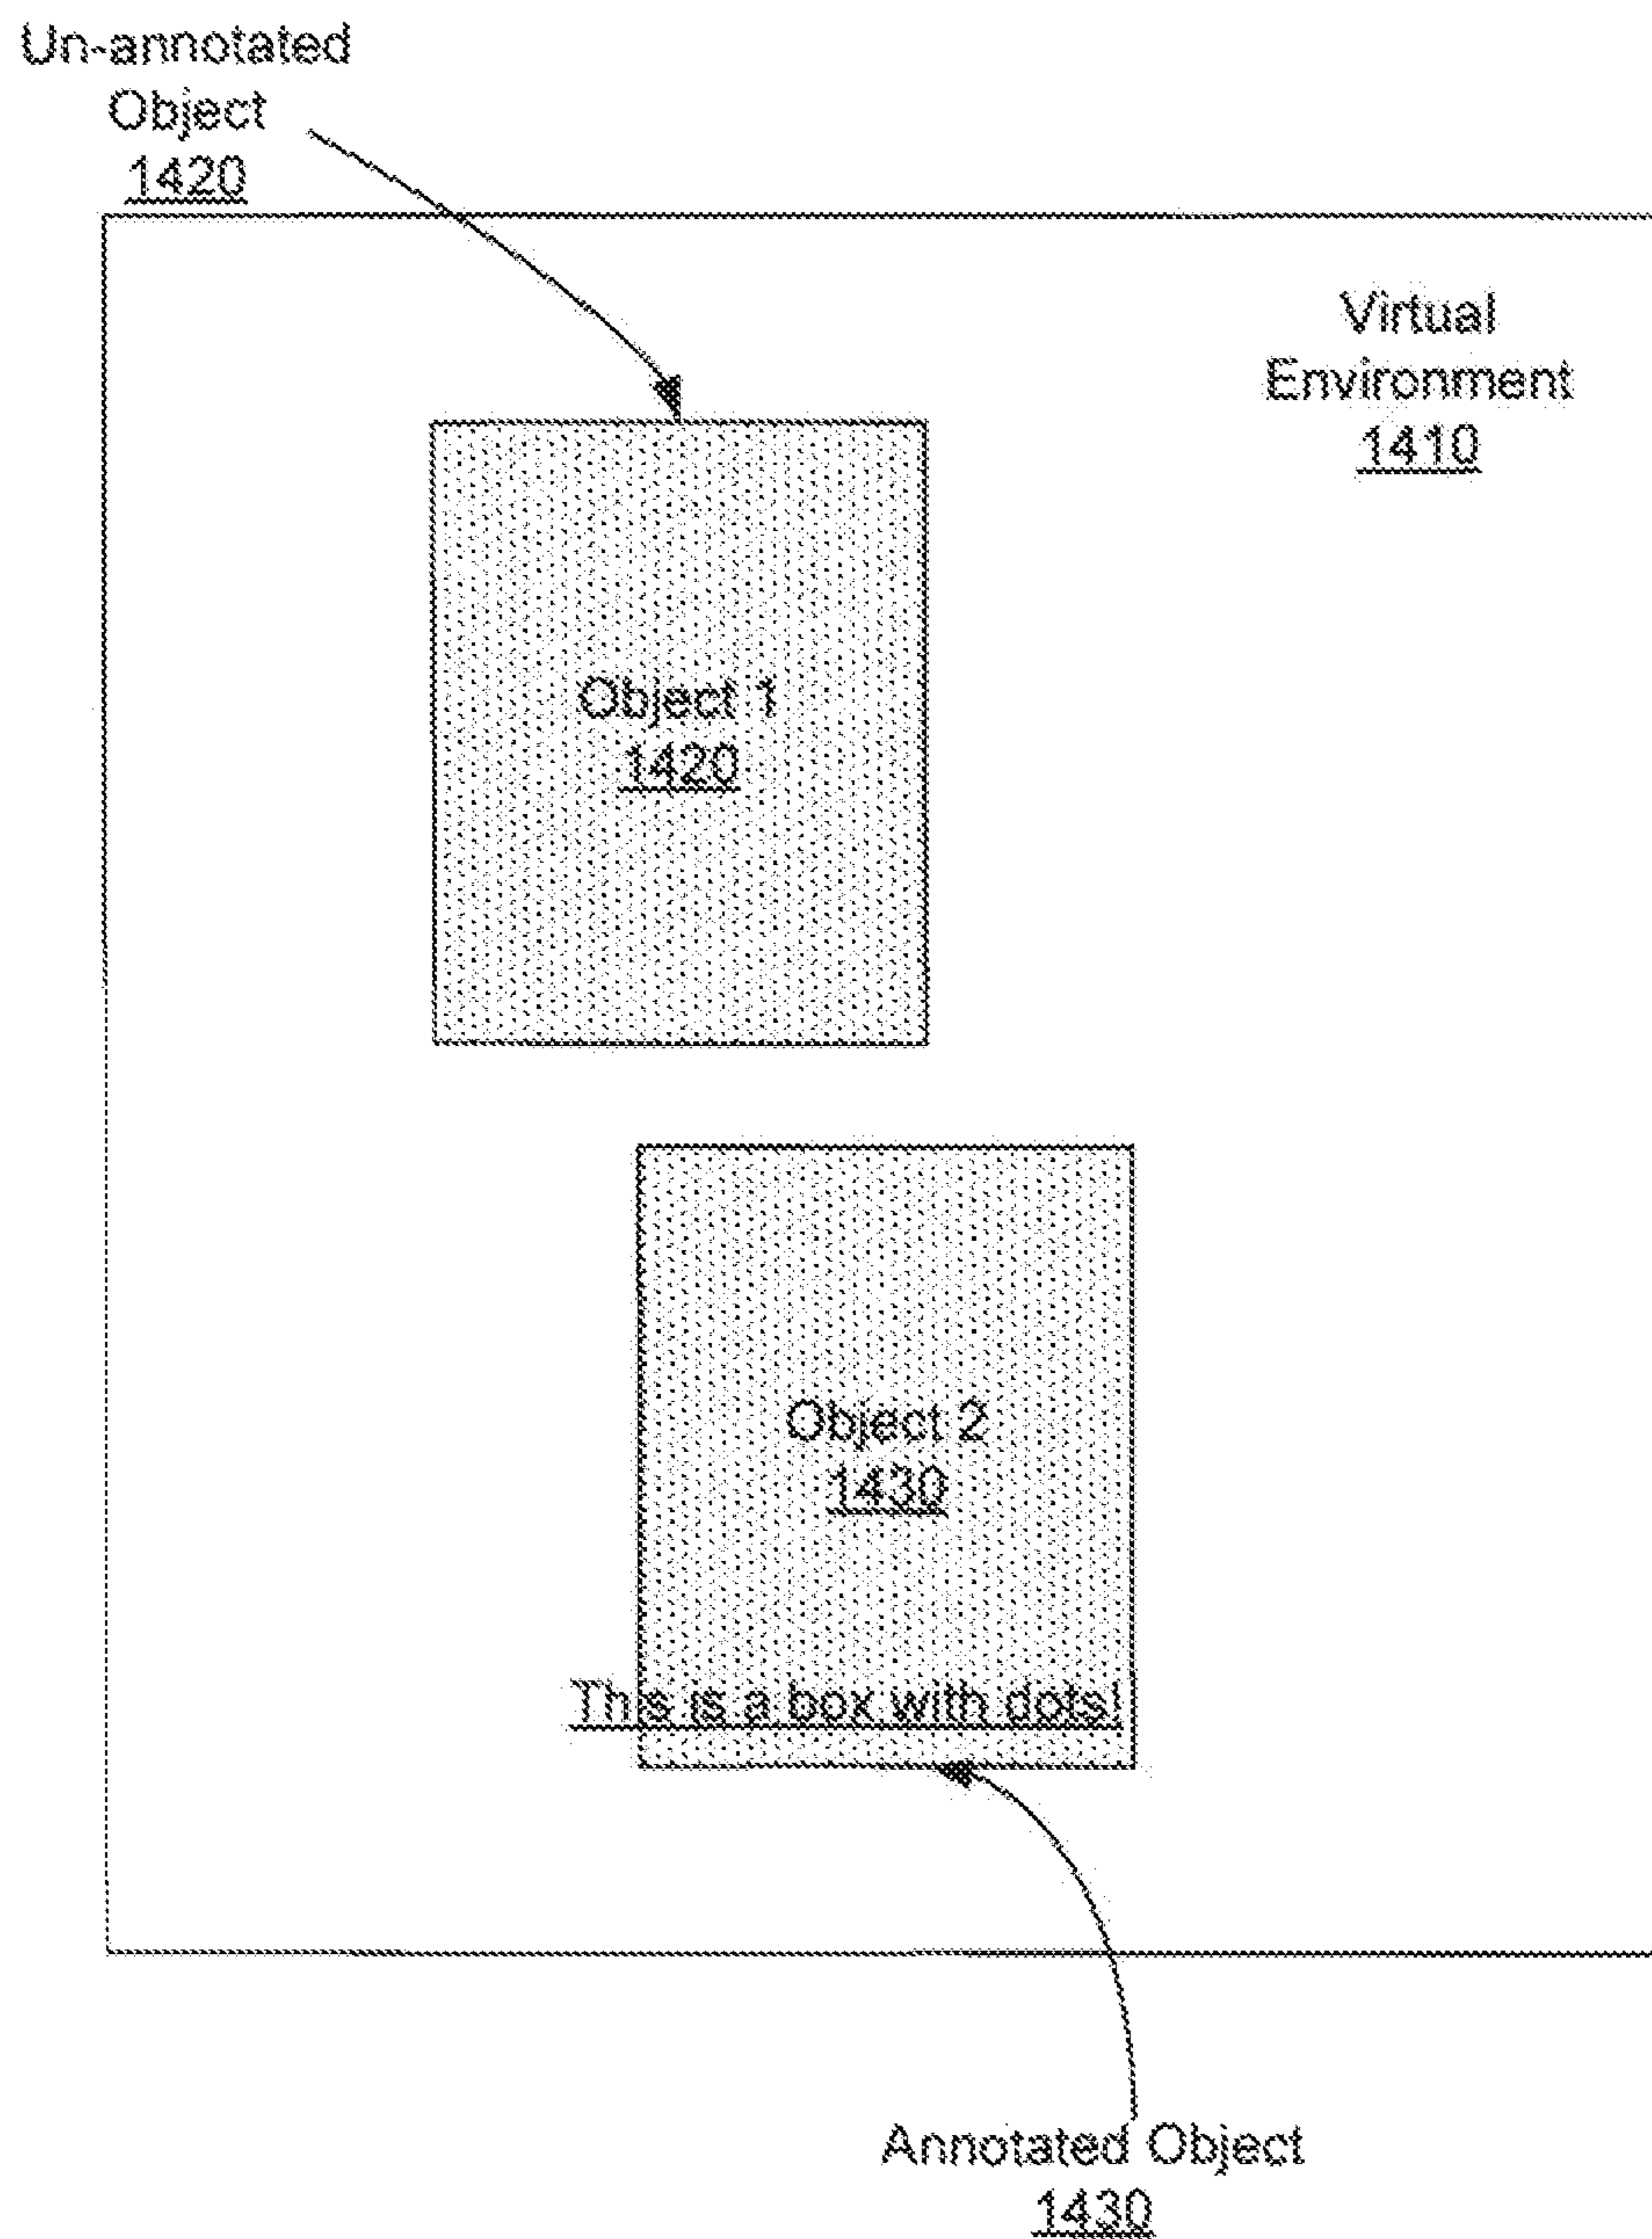 Un-annotated
Object
1420
Virtual
Environment
1410
Object 1
1420
Object 2
1430
This is a box with dots!
Annotated Object
1430